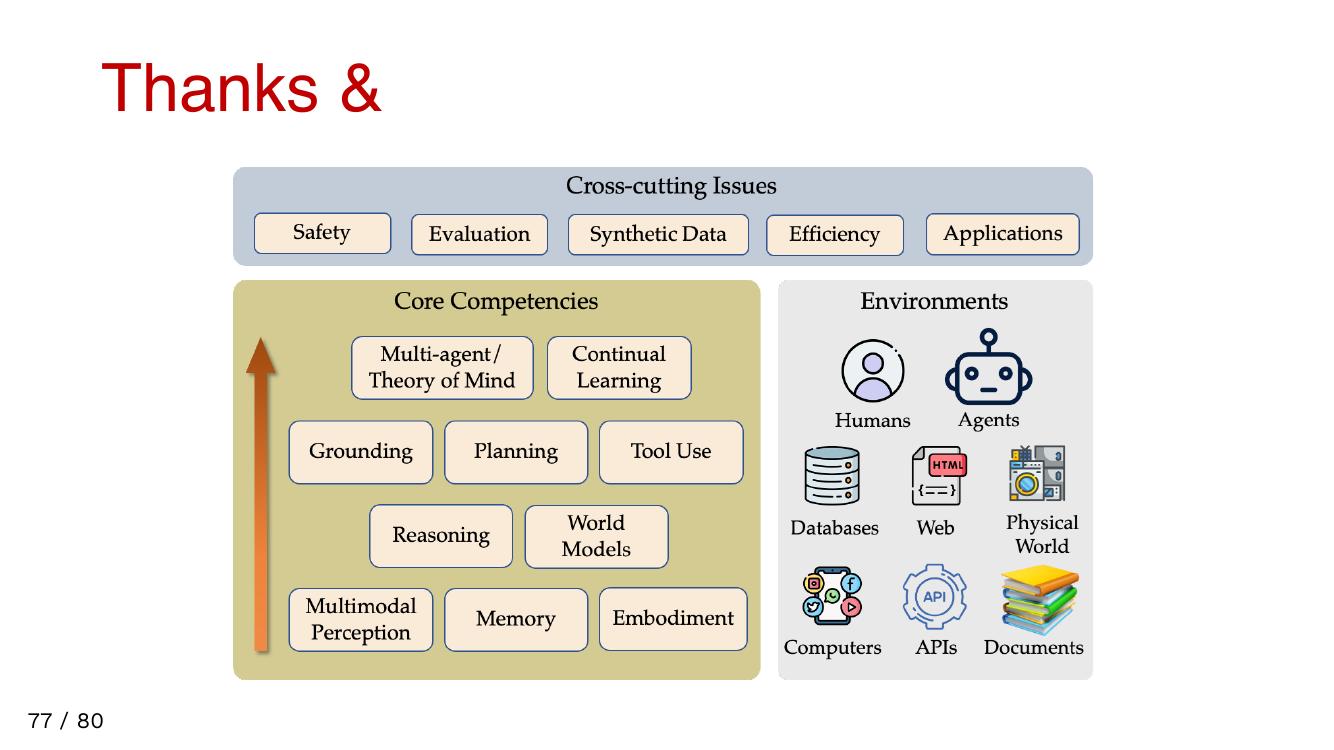 Thanks &
Cross-cutting Issues
Safety
Evaluation
Synthetic Data
Efficiency
Applications
Core Competencies
Multi-agent/
Theory of Mind
Continual
Learning
Grounding
Planning
Tool Use
Reasoning
World
Models
Multimodal
Perception
Memory
Embodiment
Environments
Humans
Agents
HTML
{--}
Databases
Web
Physical
World
API
Computers
APIs
Documents
77 / 80